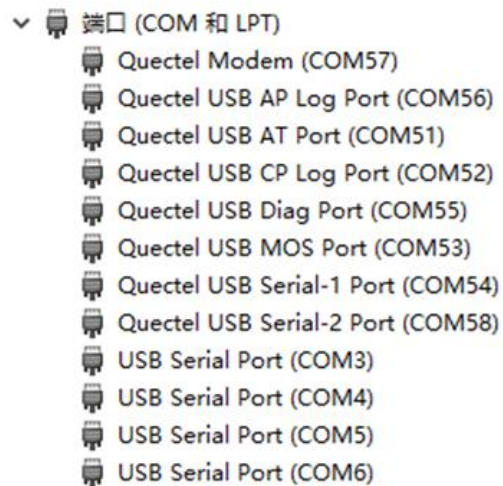 端口 (COM 和 LPT)
Quectel Modem (COM57)
Quectel USB AP Log Port (COM56)
Quectel USB AT Port (COM51)
Quectel USB CP Log Port (COM52)
Quectel USB Diag Port (COM55)
Quectel USB MOS Port (COM53)
Quectel USB Serial-1 Port (COM54)
Quectel USB Serial-2 Port (COM58)
USB Serial Port (COM3)
USB Serial Port (COM4)
USB Serial Port (COM5)
USB Serial Port (COM6)